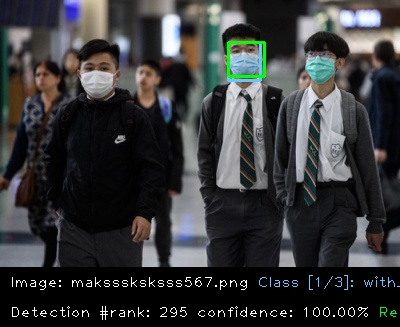 Image: maksssksksss567.png Class [1/3]: with_
Detection #rank: 295 confidence: 100.00% Re